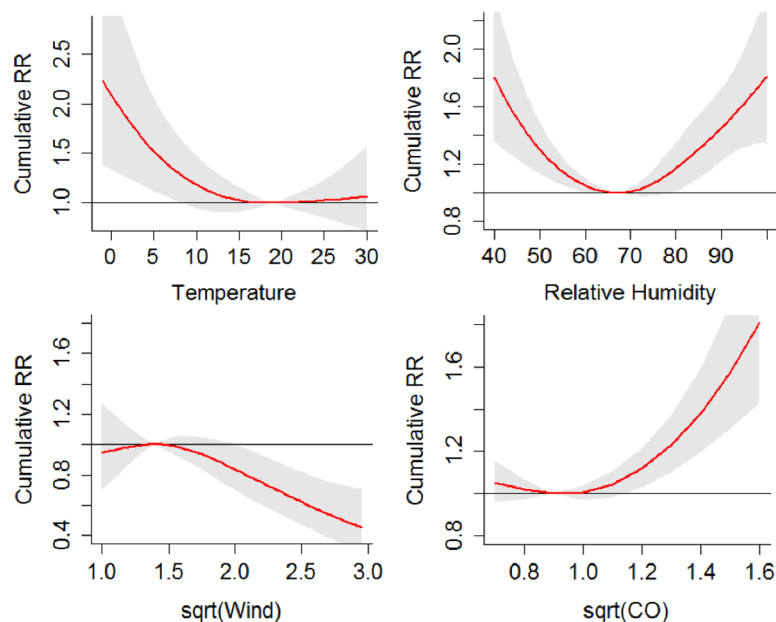 Cumulative RR
1.0 1.5 2.0 2.5
0 5 10 15 20 25 30
Temperature
Cumulative RR
0.8 1.2 1.6 2.0
40 50 60 70 80 90
Relative Humidity
Cumulative RR
0.4 0.8 1.2 1.6
1.0 1.5 2.0 2.5 3.0
sqrt(Wind)
Cumulative RR
0.8 1.2 1.6
0.8 1.0 1.2 1.4 1.6
sqrt(CO)